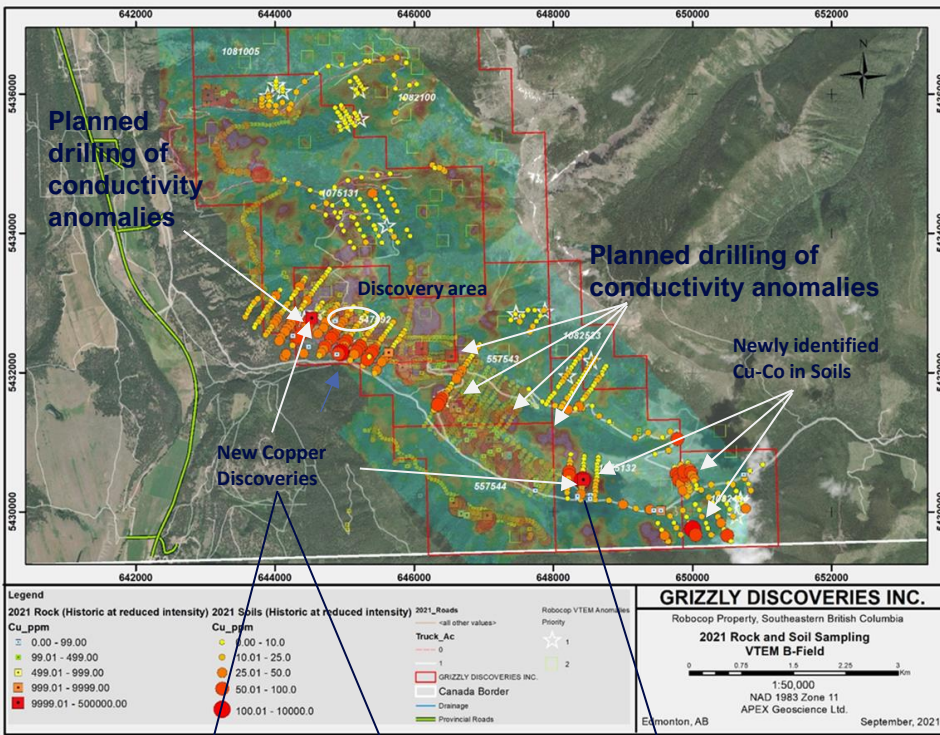 642000 644000 646000 648000 650000 652000
1081005
1082100
5436000
Planned
drilling of
conductivity
anomalies
1075131
5434000
Planned drilling of
conductivity anomalies
Discovery area
1082523
557543
Newly identified
Cu-Co in Soils
5432000
New Copper
Discoveries
557544
5430000
642000 644000 646000 648000 650000 652000
Legend
2021 Rock (Historic at reduced intensity)
Cu_ppm
0.00 - 99.00
99.01 - 499.00
499.01 - 999.00
999.01 - 9999.00
9999.01 - 500000.00
2021 Soils (Historic at reduced intensity)
Cu_ppm
0.00 - 10.0
10.01 - 25.0
25.01 - 50.0
50.01 - 100.0
100.01 - 10000.0
2021_Roads
<all other values>
Truck_Ac
0
1
GRIZZLY DISCOVERIES INC.
Canada Border
Drainage
Provincial Roads
Robocop VTEM Anomalies
Priority
1
2
GRIZZLY DISCOVERIES INC.
Robocop Property, Southeastern British Columbia
2021 Rock and Soil Sampling
VTEM B-Field
0 0.75 1.5 2.25 3
Km
1:50,000
NAD 1983 Zone 11
APEX Geoscience Ltd.
Edmonton, AB September, 2021